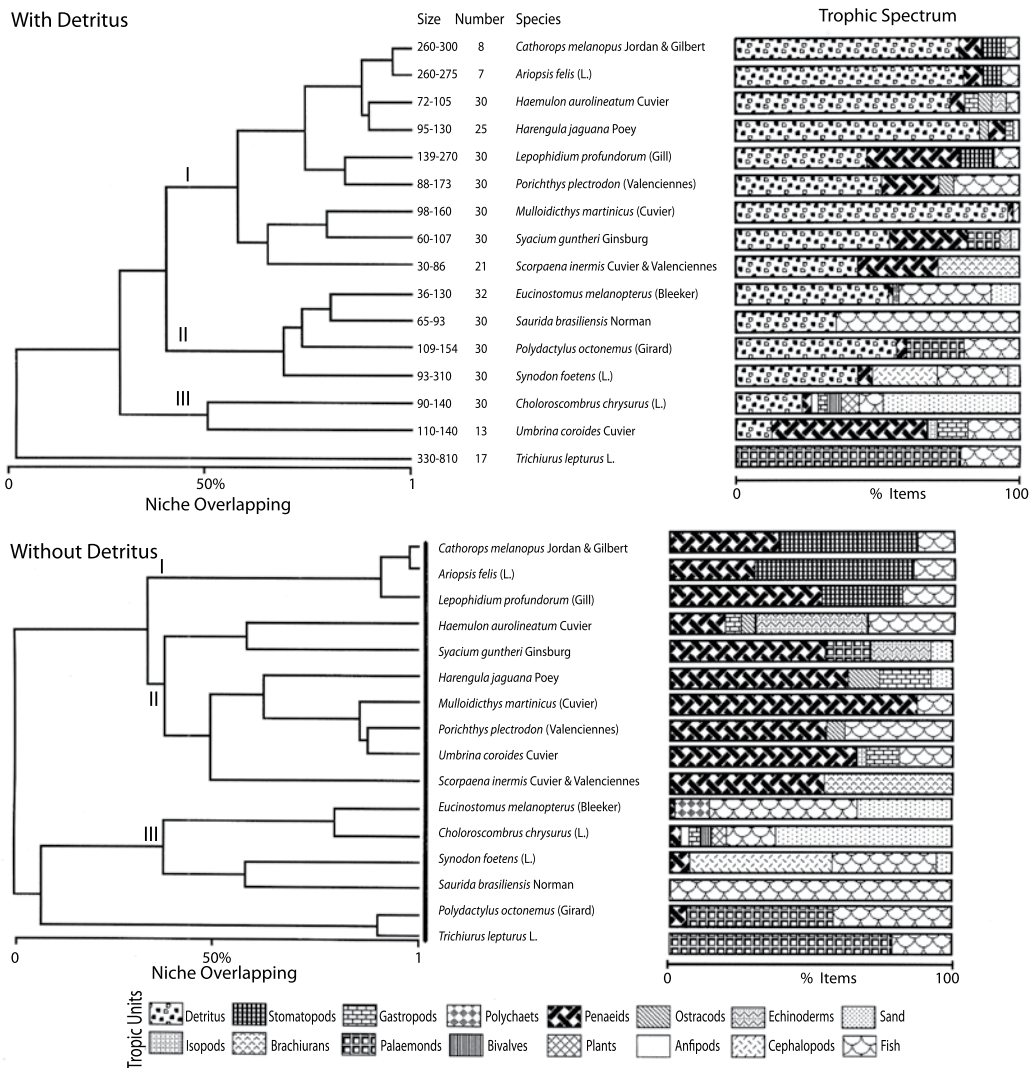 With Detritus
Size Number Species
Trophic Spectrum
260-300 8 Cathorops melanopus Jordan & Gilbert
260-275 7 Ariopsis felis (L.)
72-105 30 Haemulon aurolineatum Cuvier
95-130 25 Harengula jaguana Poey
139-270 30 Lepophidium profundorum (Gill)
88-173 30 Porichthys plectrodon (Valenciennes)
I
98-160 30 Mulloidicthys martinicus (Cuvier)
60-107 30 Syacium guntheri Ginsburg
30-86 21 Scorpaena inermis Cuvier & Valenciennes
36-130 32 Eucinostomus melanopterus (Bleeker)
65-93 30 Saurida brasiliensis Norman
II
109-154 30 Polydactylus octonemus (Girard)
93-310 30 Synodon foetens (L.)
III
90-140 30 Choloroscombrus chrysurus (L.)
110-140 13 Umbrina coroides Cuvier
330-810 17 Trichiurus lepturus L.
0 50% 1
Niche Overlapping
0 % Items 100
Without Detritus
I
Cathorops melanopus Jordan & Gilbert
Ariopsis felis (L.)
Lepophidium profundorum (Gill)
Haemulon aurolineatum Cuvier
Syacium guntheri Ginsburg
Harengula jaguana Poey
II
Mulloidicthys martinicus (Cuvier)
Porichthys plectrodon (Valenciennes)
Umbrina coroides Cuvier
Scorpaena inermis Cuvier & Valenciennes
Eucinostomus melanopterus (Bleeker)
III
Choloroscombrus chrysurus (L.)
Synodon foetens (L.)
Saurida brasiliensis Norman
Polydactylus octonemus (Girard)
Trichiurus lepturus L.
0 50% 1
Niche Overlapping
0 % Items 100
Tropic Units
Detritus Stomatopods Gastropods Polychaets Penaeids Ostracods Echinoderms Sand
Isopods Brachiurans Palaemonds Bivalves Plants Anfipods Cephalopods Fish